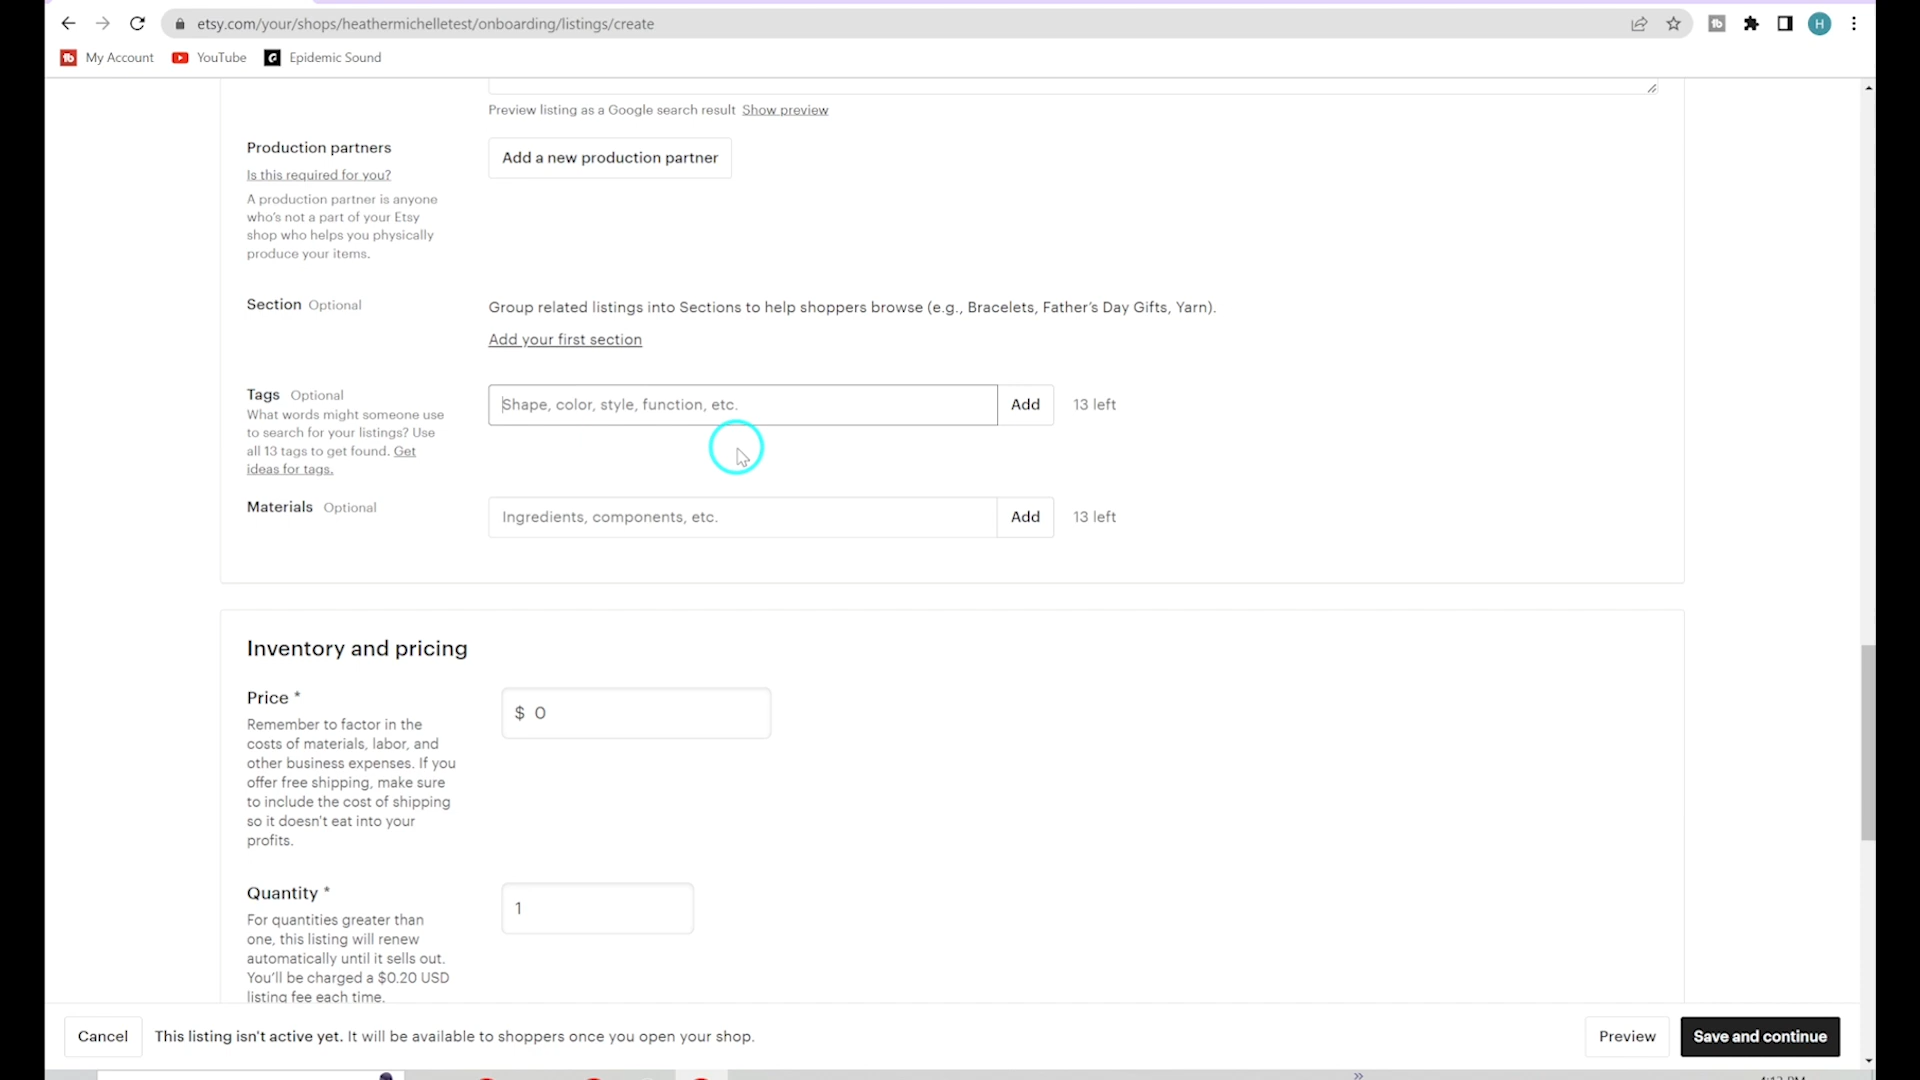 etsy.com/your/shops/heathermichelletest/onboarding/listings/create
H
My Account YouTube Epidemic Sound
Preview listing as a Google search result Show preview
Production partners
Add a new production partner
Is this required for you?
A production partner is anyone
who's not a part of your Etsy
shop who helps you physically
produce your items.
Section Optional
Group related listings into Sections to help shoppers browse (e.g., Bracelets, Father's Day Gifts, Yarn).
Add your first section
Tags Optional
What words might someone use
to search for your listings? Use
all 13 tags to get found. Get
ideas for tags.
Shape, color, style, function, etc.
Add
13 left
Materials Optional
Ingredients, components, etc.
Add
13 left
Inventory and pricing
Price *
Remember to factor in the
costs of materials, labor, and
other business expenses. If you
offer free shipping, make sure
to include the cost of shipping
so it doesn't eat into your
profits.
$ 0
Quantity *
For quantities greater than
one, this listing will renew
automatically until it sells out.
You'll be charged a $0.20 USD
listing fee each time.
1
Cancel
This listing isn't active yet. It will be available to shoppers once you open your shop.
Preview
Save and continue